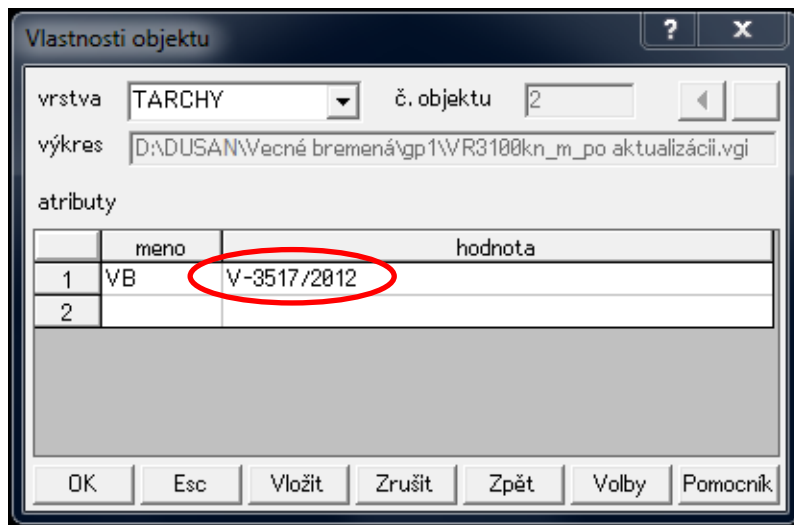 Vlastnosti objektu ? x
vrstva TARCHY č. objektu 2
výkres D:\DUSAN\Vecné bremená\gp1\VR3100kn_m_po aktualizácii.vgi
atributy
meno hodnota
1 VB V-3517/2012
2
OK Esc Vložit Zrušit Zpět Volby Pomocník